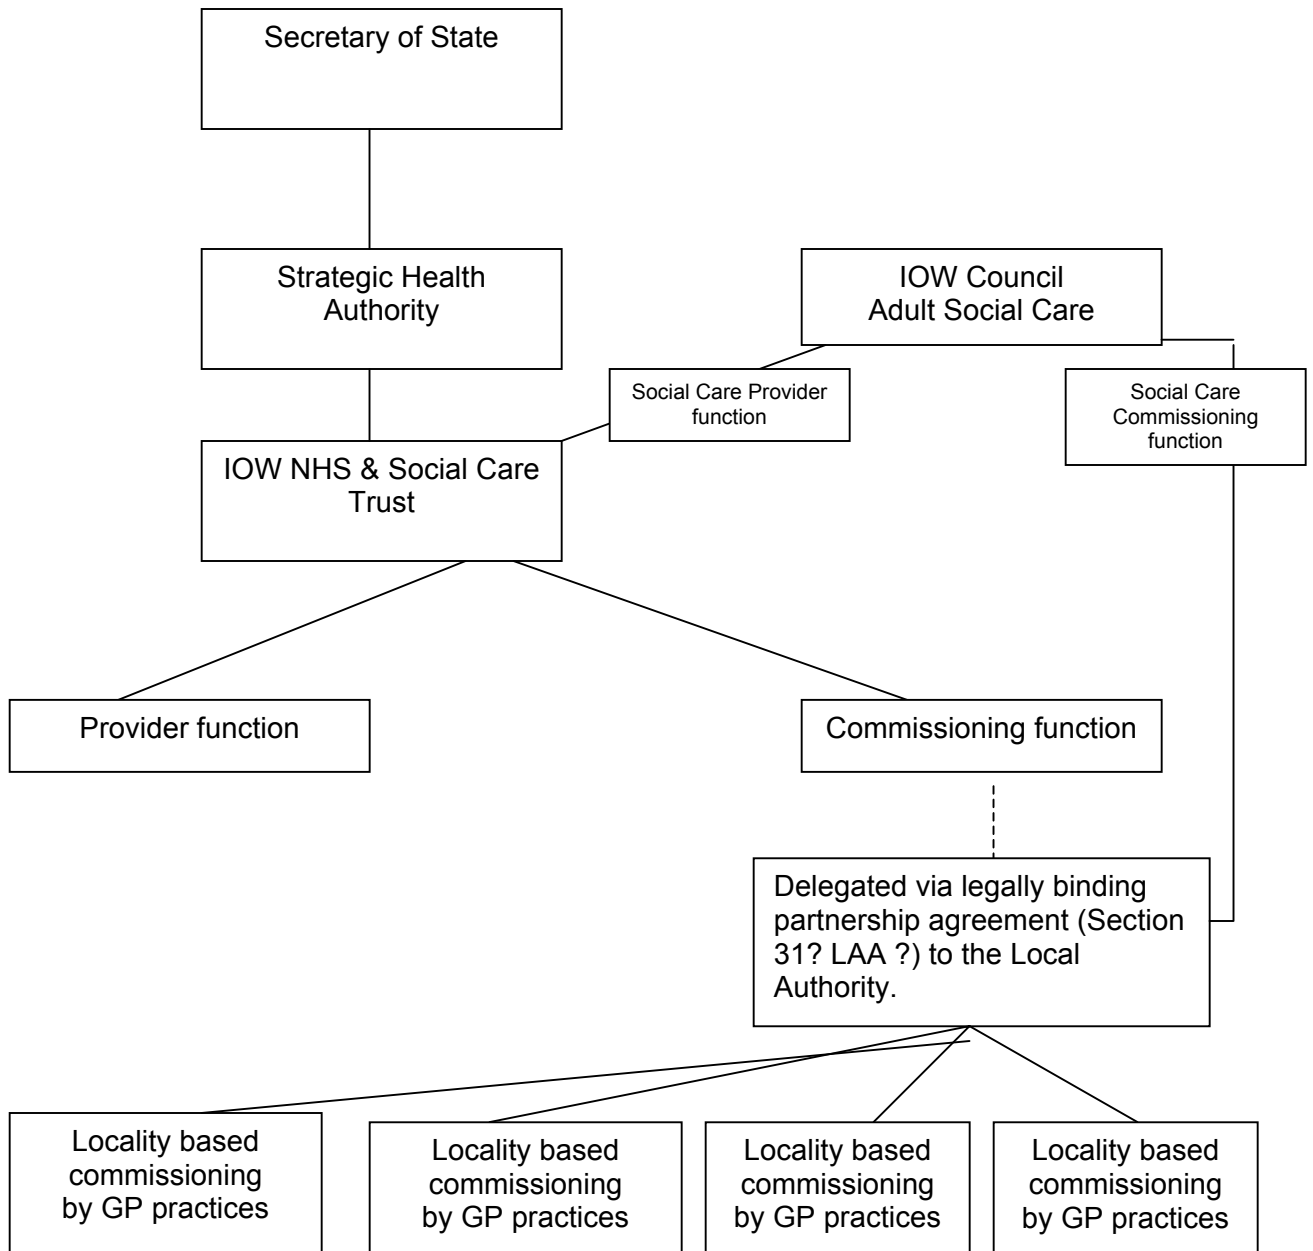 Secretary of State
Strategic Health
Authority
IOW Council
Adult Social Care
Social Care Provider
function
Social Care
Commissioning
function
IOW NHS & Social Care
Trust
Provider function
Commissioning function
Delegated via legally binding
partnership agreement (Section
31? LAA ?) to the Local
Authority.
Locality based
commissioning
by GP practices
Locality based
commissioning
by GP practices
Locality based
commissioning
by GP practices
Locality based
commissioning
by GP practices